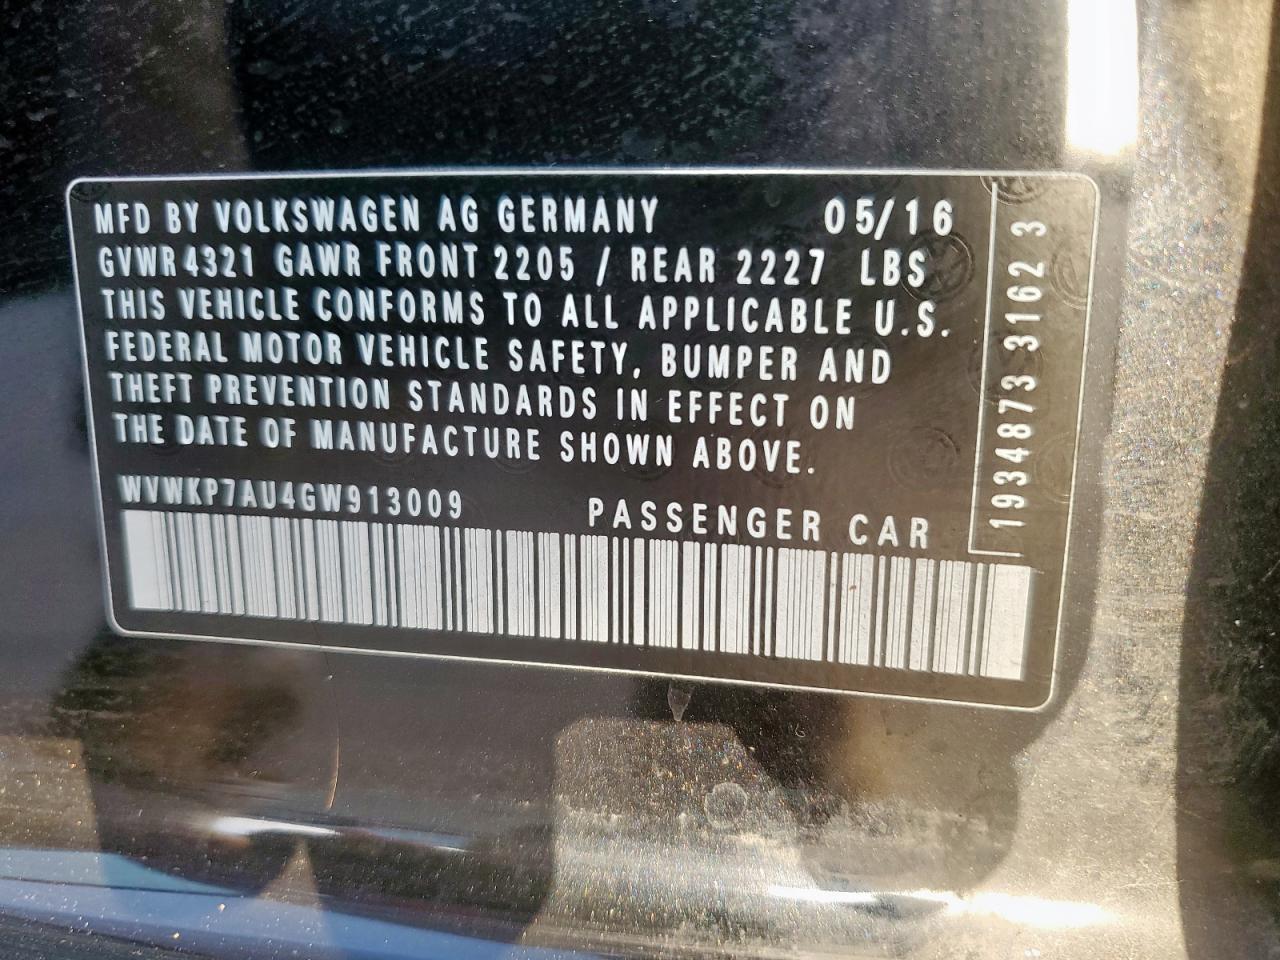 MFD BY VOLKSWAGEN AG GERMANY 05/16
GVWR 4321 GAWR FRONT 2205 / REAR 2227 LBS
THIS VEHICLE CONFORMS TO ALL APPLICABLE U.S.
FEDERAL MOTOR VEHICLE SAFETY, BUMPER AND
THEFT PREVENTION STANDARDS IN EFFECT ON
THE DATE OF MANUFACTURE SHOWN ABOVE.
WVWKP7AU4GW913009 PASSENGER CAR
1934873 3162 3